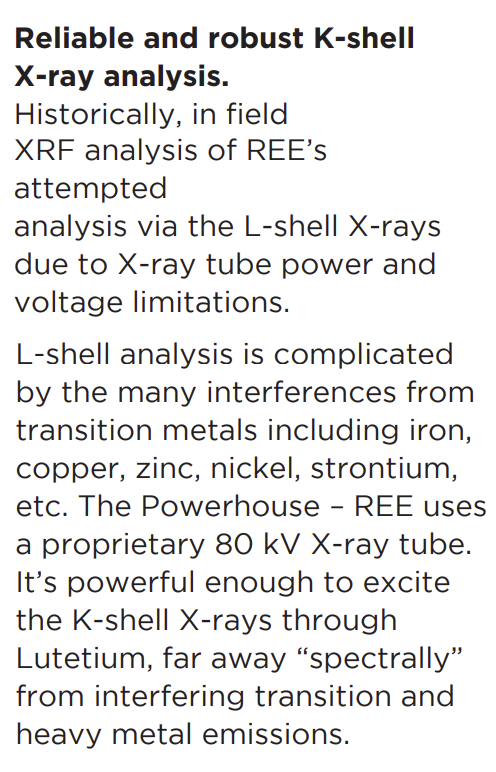 Reliable and robust K-shell
X-ray analysis.
Historically, in field
XRF analysis of REE’s
attempted
analysis via the L-shell X-rays
due to X-ray tube power and
voltage limitations.
L-shell analysis is complicated
by the many interferences from
transition metals including iron,
copper, zinc, nickel, strontium,
etc. The Powerhouse – REE uses
a proprietary 80 kV X-ray tube.
It’s powerful enough to excite
the K-shell X-rays through
Lutetium, far away “spectrally”
from interfering transition and
heavy metal emissions.